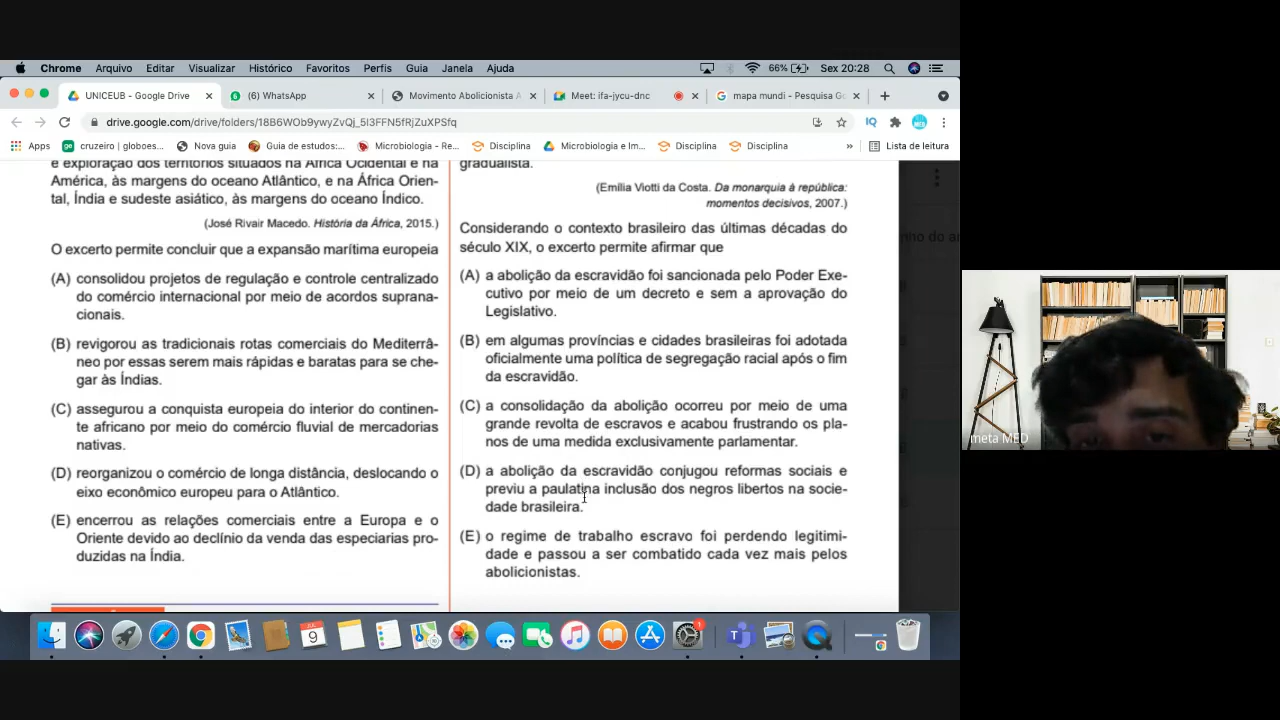 Chrome Arquivo Editar Visualizar Histórico Favoritos Perfis Guia Janela Ajuda 66% Sex 20:28
UNICEUB - Google Drive (6) WhatsApp Movimento Abolicionista Meet: ifa-jycu-dnc mapa mundi - Pesquisa Go
drive.google.com/drive/folders/18B6WOb9ywyZvQj_5I3FFN5fRjZuXPSfq
Apps cruzeiro | globoes... Nova guia Guia de estudos:... Microbiologia - Re... Disciplina Microbiologia e Im... Disciplina Disciplina » Lista de leitura
e exploração dos territórios situados na África Ocidental e na
América, às margens do oceano Atlântico, e na África Orien-
tal, Índia e sudeste asiático, às margens do oceano Índico.
(José Rivair Macedo. História da África, 2015.)
O excerto permite concluir que a expansão marítima europeia
(A) consolidou projetos de regulação e controle centralizado
do comércio internacional por meio de acordos suprana-
cionais.
(B) revigorou as tradicionais rotas comerciais do Mediterrâ-
neo por essas serem mais rápidas e baratas para se che-
gar às Índias.
(C) assegurou a conquista europeia do interior do continen-
te africano por meio do comércio fluvial de mercadorias
nativas.
(D) reorganizou o comércio de longa distância, deslocando o
eixo econômico europeu para o Atlântico.
(E) encerrou as relações comerciais entre a Europa e o
Oriente devido ao declínio da venda das especiarias pro-
duzidas na Índia.
gradualista.
(Emília Viotti da Costa. Da monarquia à república:
momentos decisivos, 2007.)
Considerando o contexto brasileiro das últimas décadas do
século XIX, o excerto permite afirmar que
(A) a abolição da escravidão foi sancionada pelo Poder Exe-
cutivo por meio de um decreto e sem a aprovação do
Legislativo.
(B) em algumas províncias e cidades brasileiras foi adotada
oficialmente uma política de segregação racial após o fim
da escravidão.
(C) a consolidação da abolição ocorreu por meio de uma
grande revolta de escravos e acabou frustrando os pla-
nos de uma medida exclusivamente parlamentar.
(D) a abolição da escravidão conjugou reformas sociais e
previu a paulatina inclusão dos negros libertos na socie-
dade brasileira.
(E) o regime de trabalho escravo foi perdendo legitimi-
dade e passou a ser combatido cada vez mais pelos
abolicionistas.
meta MED
JUL
9
1